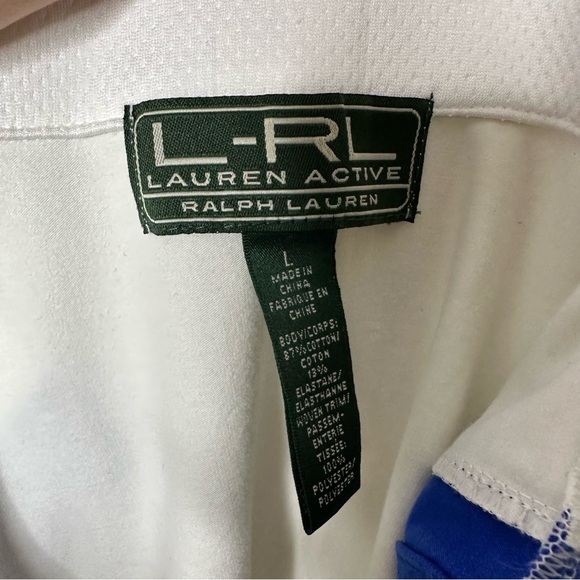 L-RL
LAUREN ACTIVE
RALPH LAUREN
L
MADE IN
CHINA
FABRIQUE EN
CHINE
BODY/CORPS:
87% COTTON/
COTON
13%
ELASTANE/
ELASTHANNE
WOVEN TRIM/
PASSEM-
ENTERIE
TISSÉE:
100%
POLYESTER/
POLYESTER